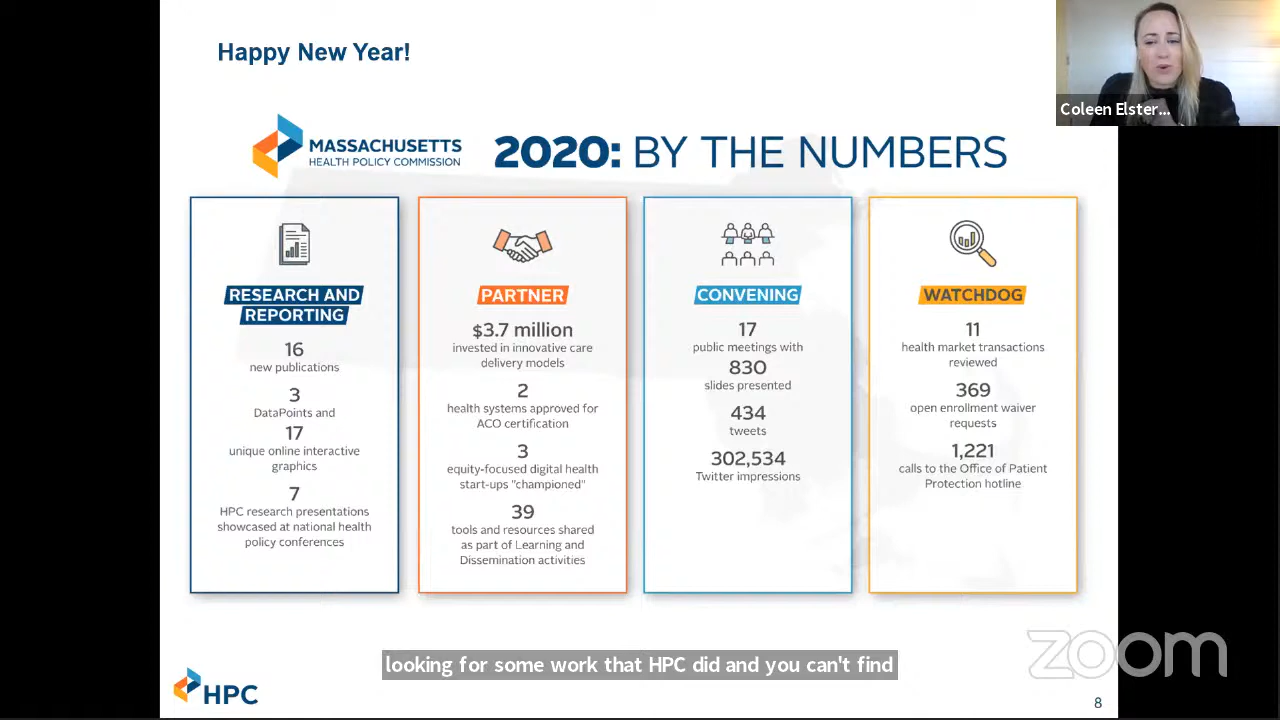 Happy New Year!
Coleen Elster...
MASSACHUSETTS
HEALTH POLICY COMMISSION
2020: BY THE NUMBERS
RESEARCH AND
REPORTING
16
new publications
3
DataPoints and
17
unique online interactive
graphics
7
HPC research presentations
showcased at national health
policy conferences
PARTNER
$3.7 million
invested in innovative care
delivery models
2
health systems approved for
ACO certification
3
equity-focused digital health
start-ups "championed"
39
tools and resources shared
as part of Learning and
Dissemination activities
CONVENING
17
public meetings with
830
slides presented
434
tweets
302,534
Twitter impressions
WATCHDOG
11
health market transactions
reviewed
369
open enrollment waiver
requests
1,221
calls to the Office of Patient
Protection hotline
looking for some work that HPC did and you can't find
zoom
HPC
8